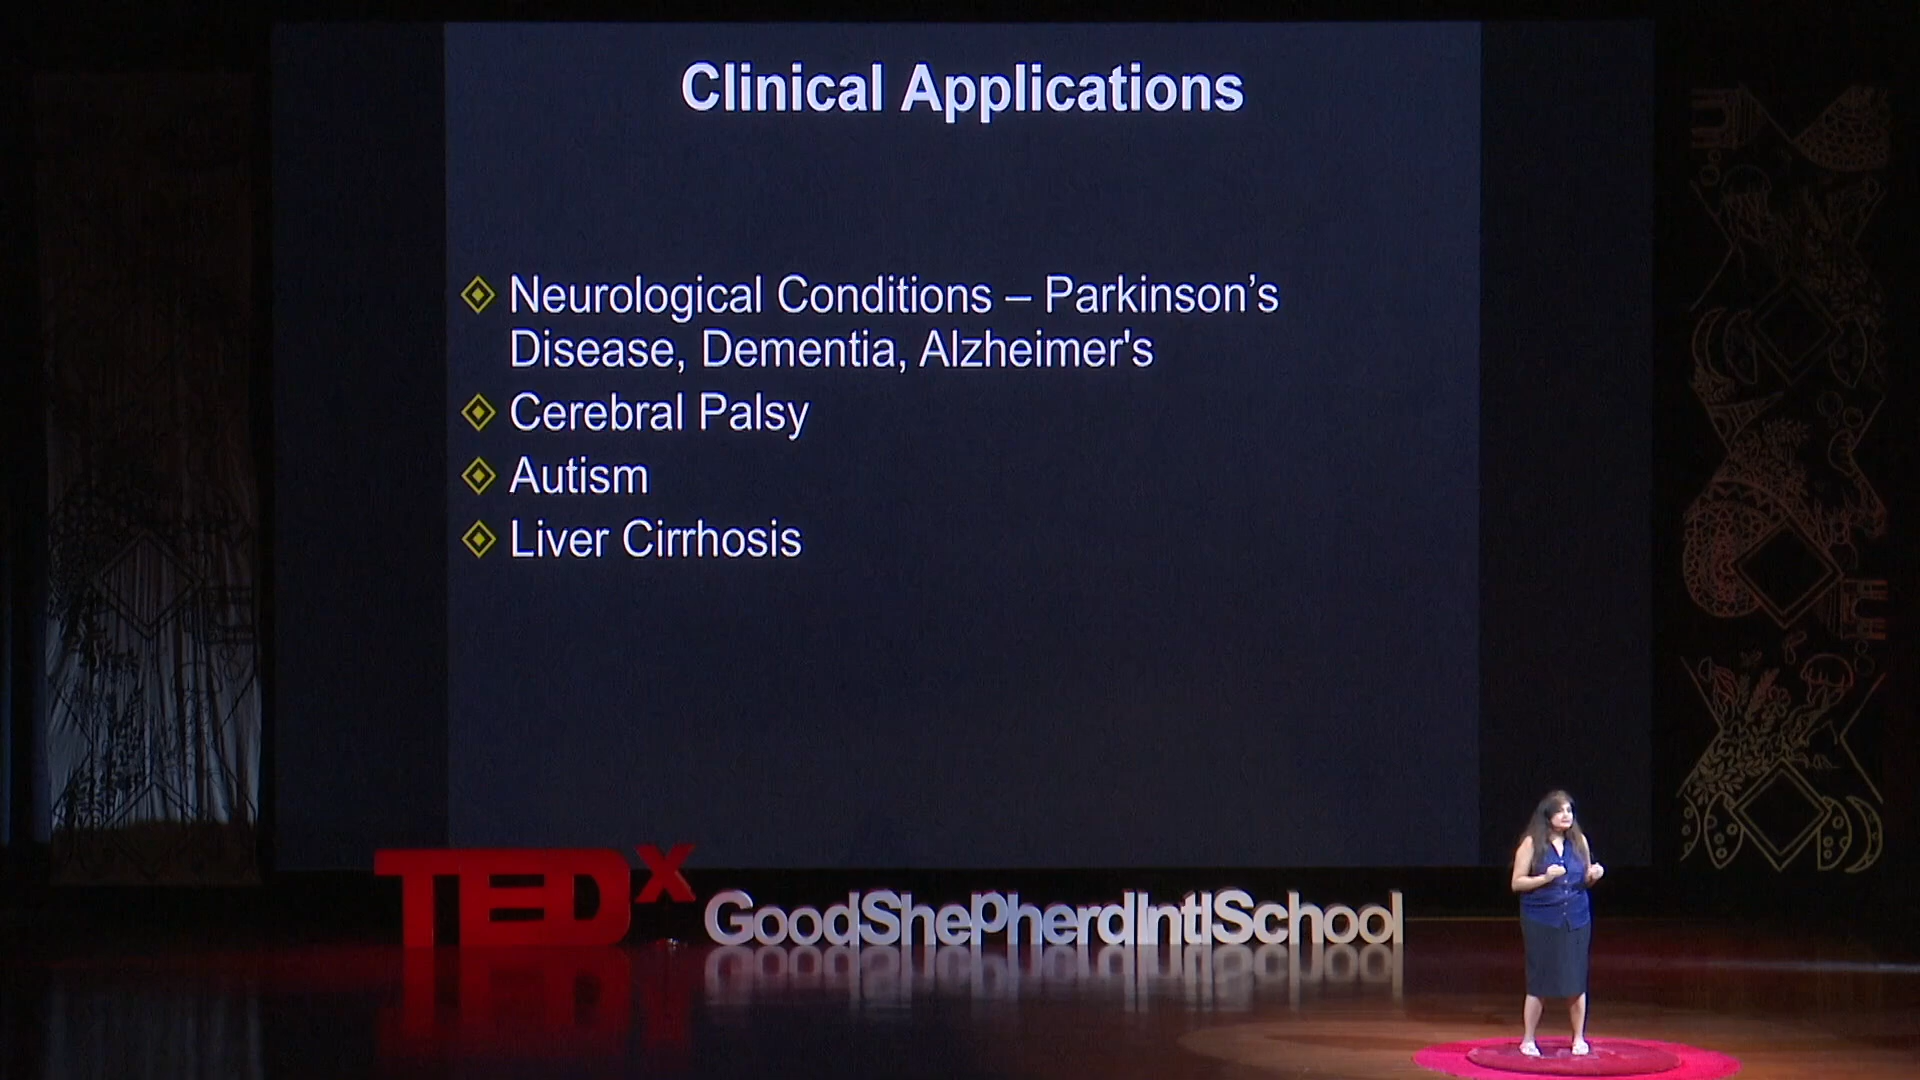 Clinical Applications
Neurological Conditions – Parkinson’s
Disease, Dementia, Alzheimer's
Cerebral Palsy
Autism
Liver Cirrhosis
TEDx
GoodShePherdIntlSchool